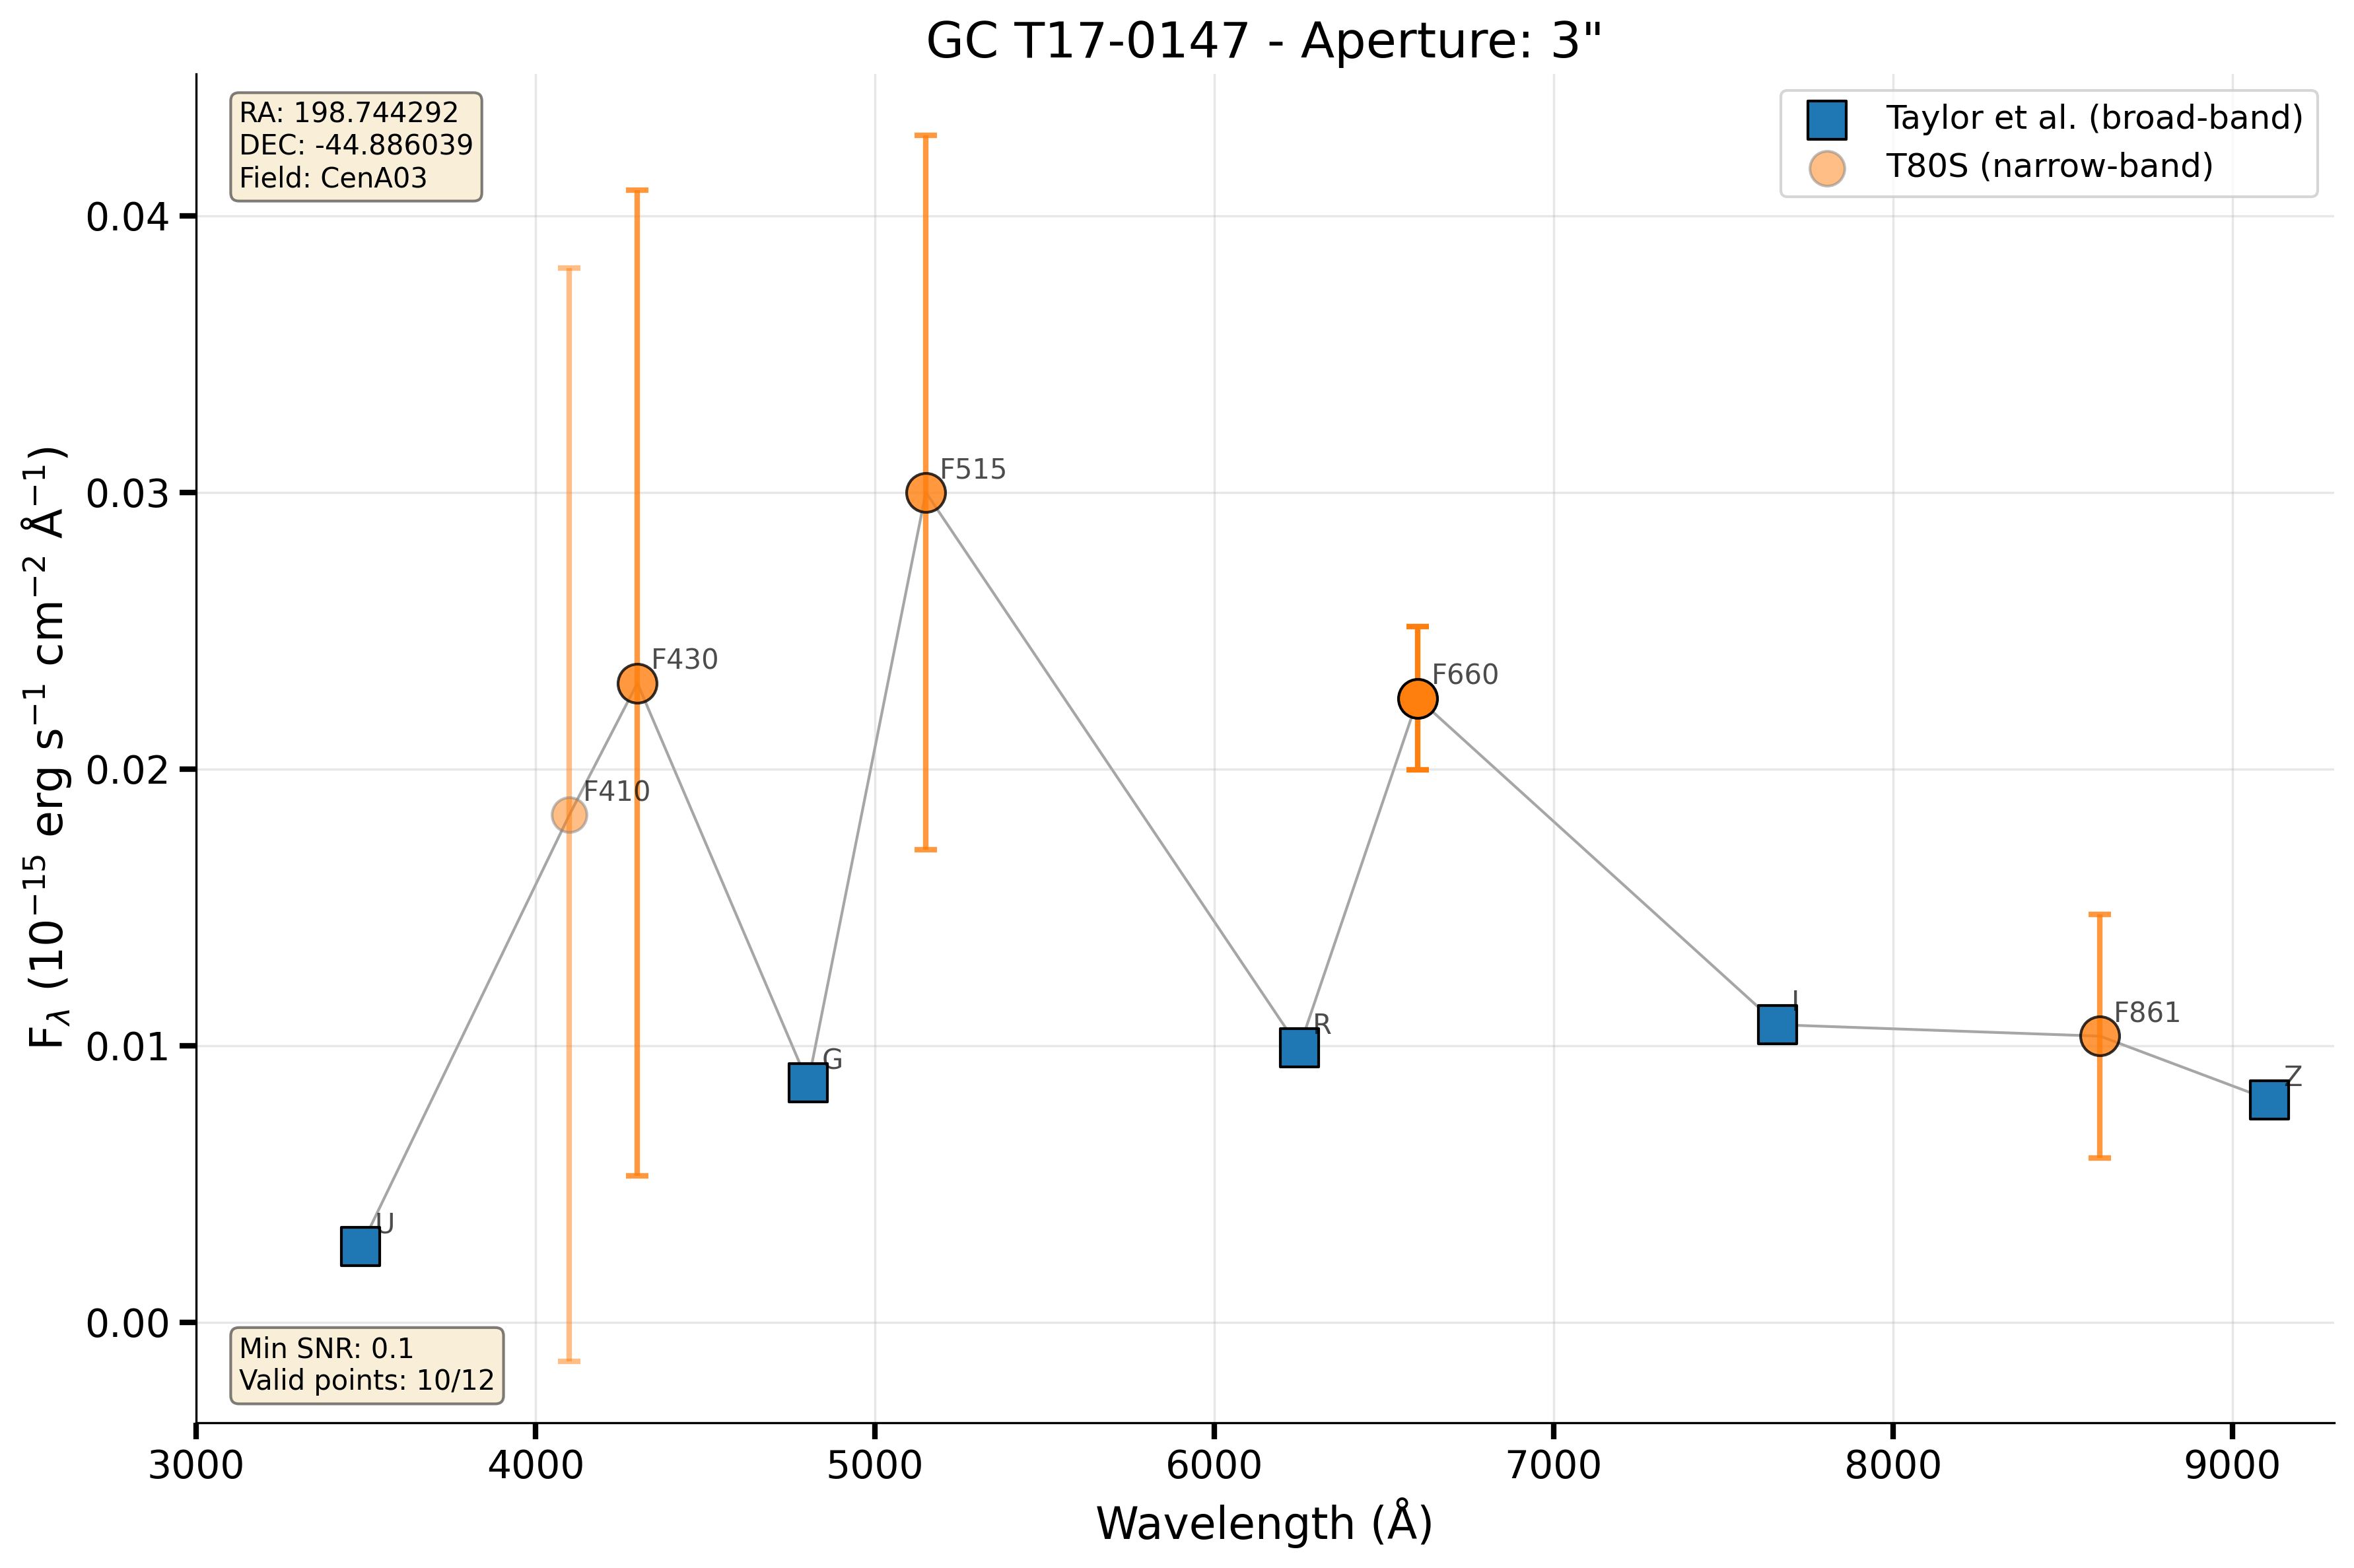 GC T17-0147 - Aperture: 3"
RA: 198.744292
DEC: -44.886039
Field: CenA03
Taylor et al. (broad-band)
T80S (narrow-band)
F$_\lambda$ (10$^{-15}$ erg s$^{-1}$ cm$^{-2}$ Å$^{-1}$)
0.04
0.03
0.02
0.01
0.00
F515
F430
F660
F410
G
R
I
F861
Z
U
Min SNR: 0.1
Valid points: 10/12
3000
4000
5000
6000
7000
8000
9000
Wavelength (Å)